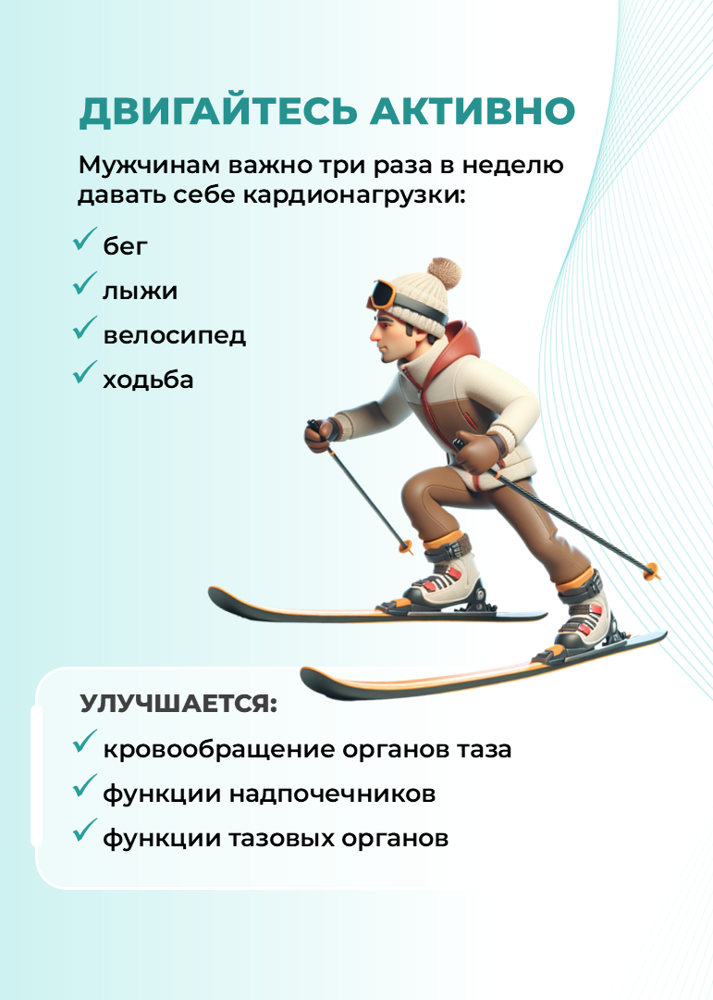 ДВИГАЙТЕСЬ АКТИВНО
Мужчинам важно три раза в неделю
давать себе кардионагрузки:
бег
лыжи
велосипед
ходьба
УЛУЧШАЕТСЯ:
кровообращение органов таза
функции надпочечников
функции тазовых органов